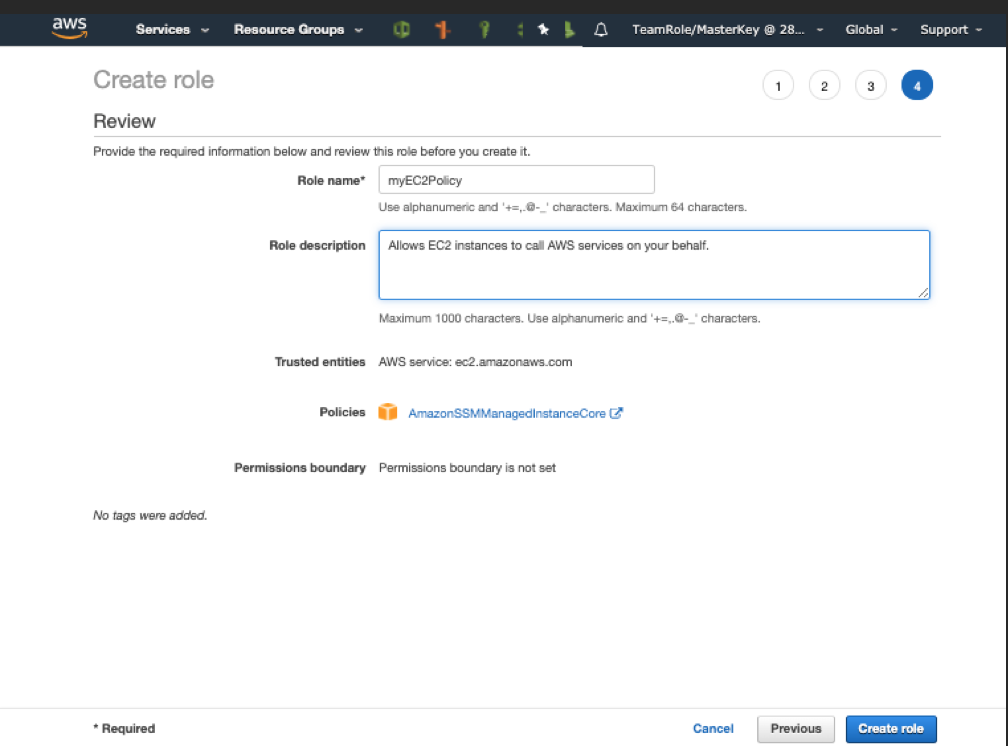 aws Services Resource Groups TeamRole/MasterKey @ 28... Global Support
Create role
1 2 3 4
Review
Provide the required information below and review this role before you create it.
Role name* myEC2Policy
Use alphanumeric and '+=,.@-_' characters. Maximum 64 characters.
Role description Allows EC2 instances to call AWS services on your behalf.
Maximum 1000 characters. Use alphanumeric and '+=,.@-_' characters.
Trusted entities AWS service: ec2.amazonaws.com
Policies AmazonSSMManagedInstanceCore
Permissions boundary Permissions boundary is not set
No tags were added.
* Required Cancel Previous Create role